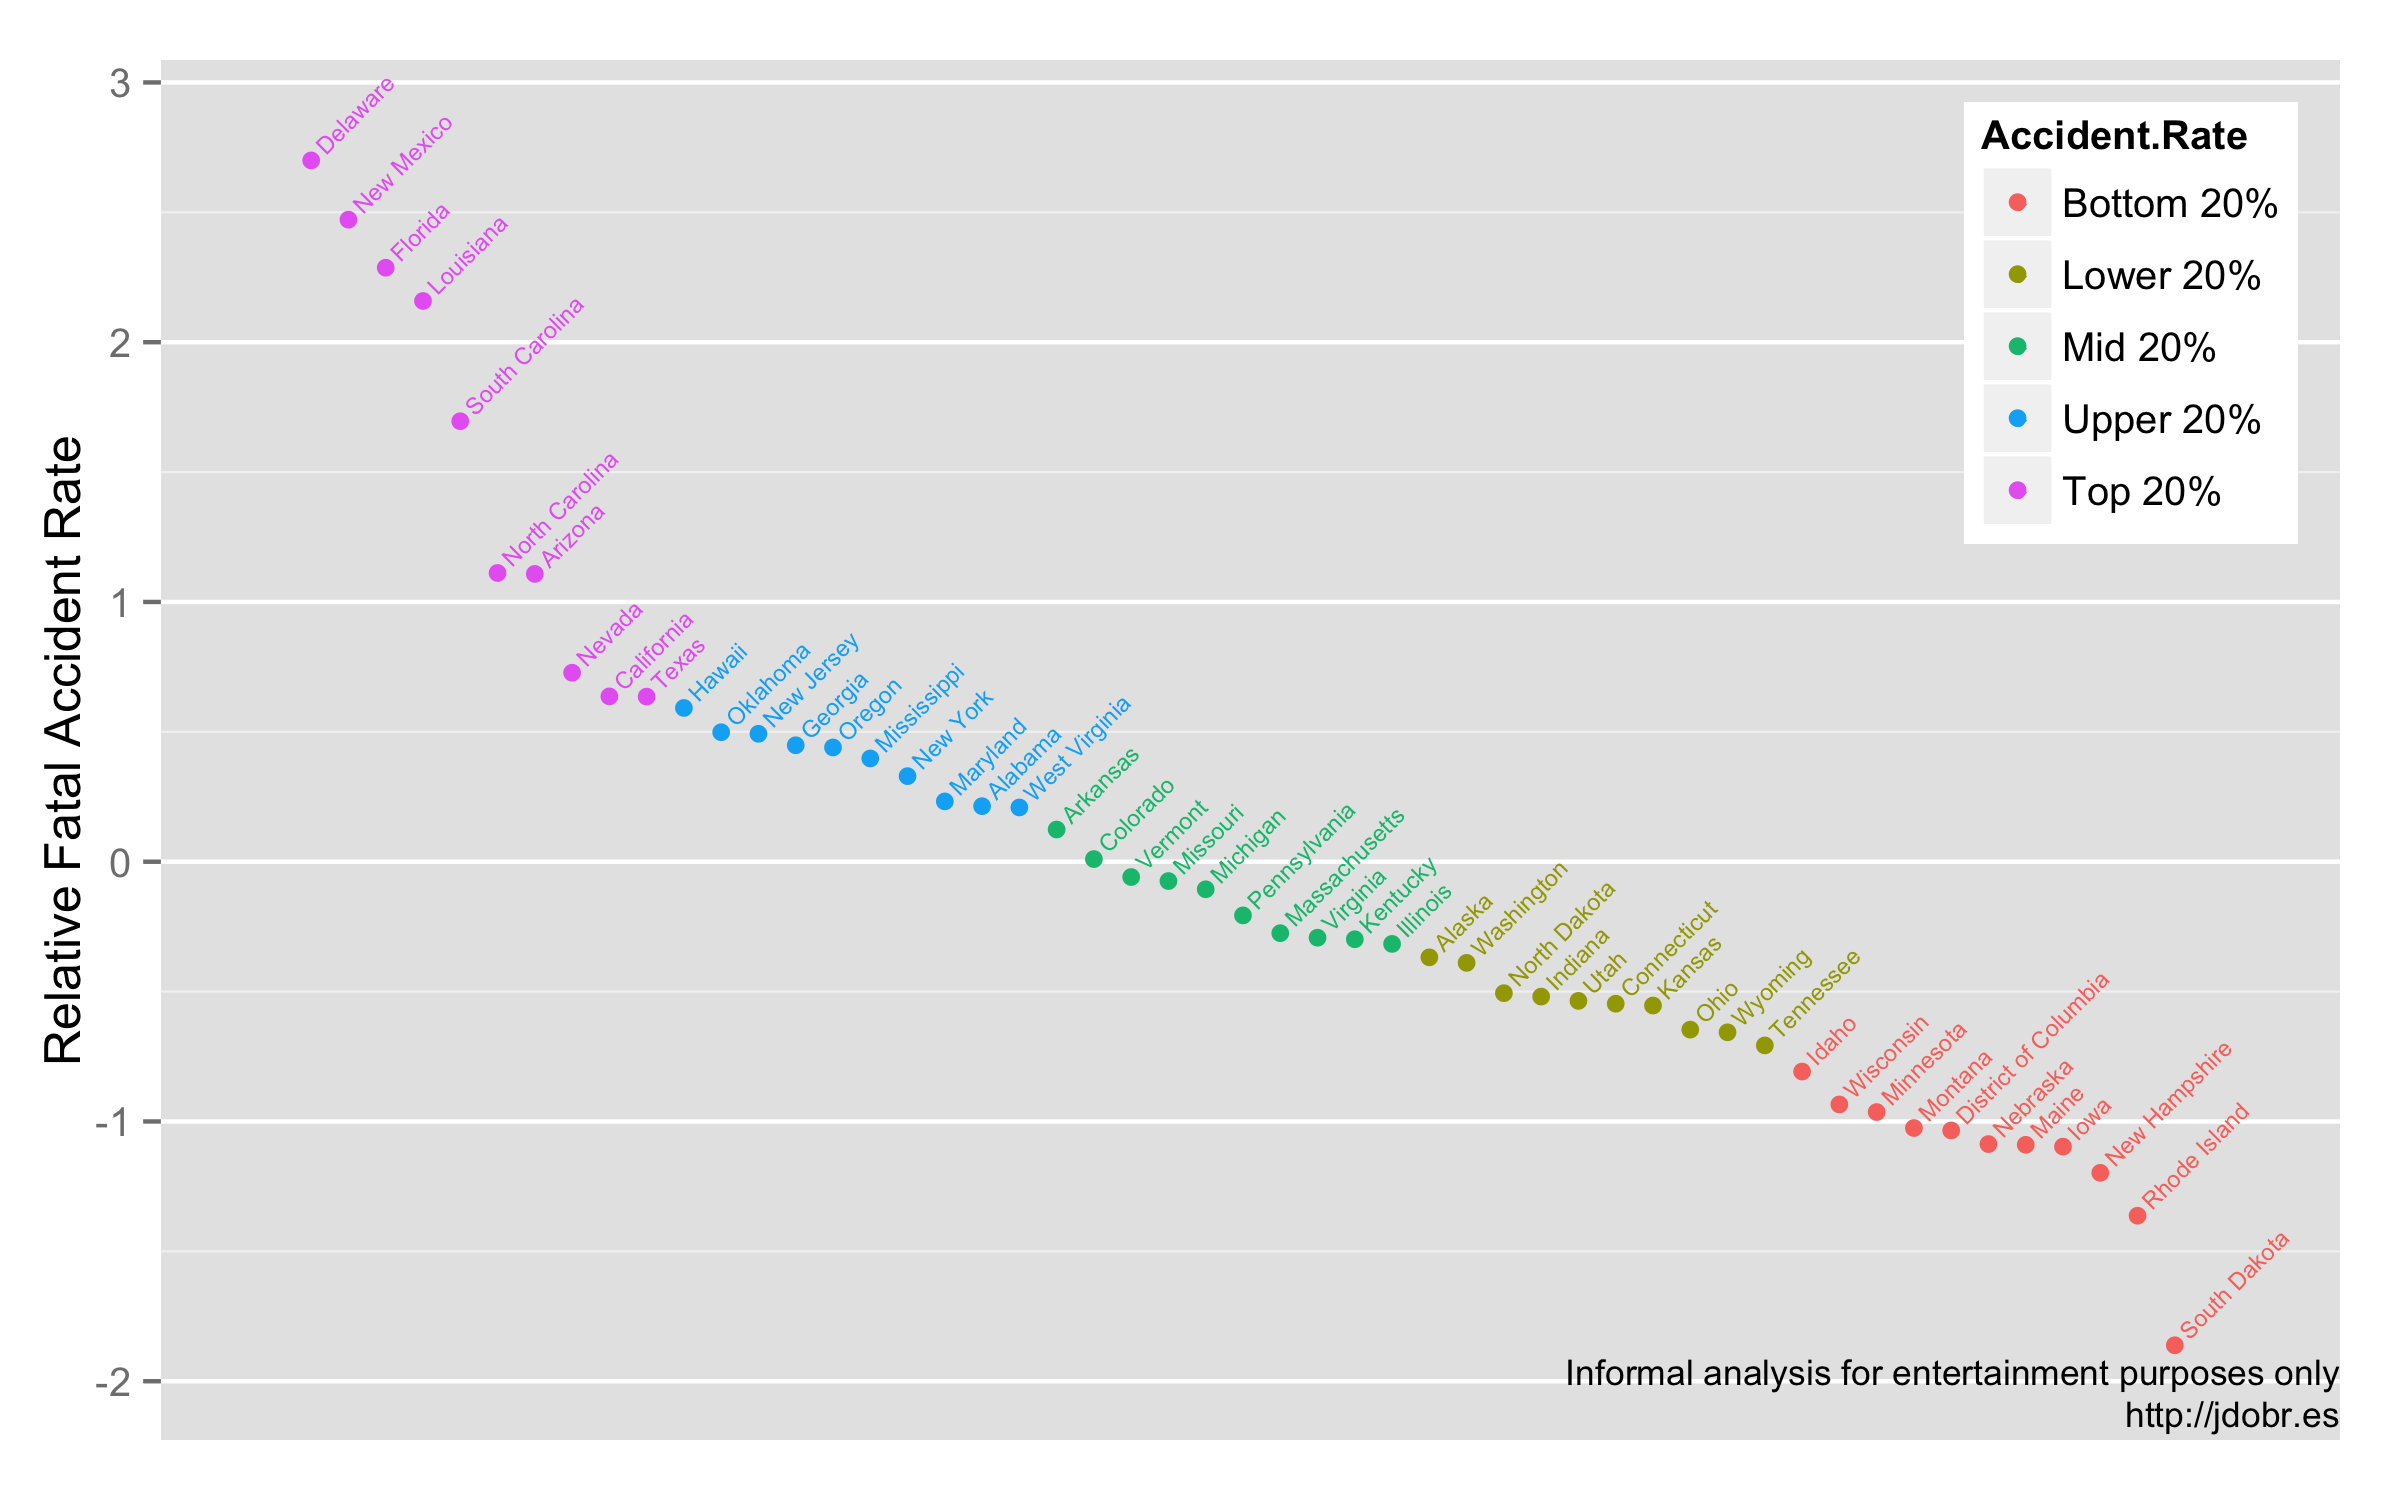 3
2
1
0
-1
-2
Relative Fatal Accident Rate
Delaware
New Mexico
Florida
Louisiana
South Carolina
North Carolina
Arizona
Nevada
California
Texas
Hawaii
Oklahoma
New Jersey
Georgia
Oregon
Mississippi
New York
Maryland
Alabama
West Virginia
Arkansas
Colorado
Vermont
Missouri
Michigan
Pennsylvania
Massachusetts
Virginia
Kentucky
Illinois
Alaska
Washington
North Dakota
Indiana
Utah
Connecticut
Kansas
Ohio
Wyoming
Tennessee
Idaho
Wisconsin
Minnesota
Montana
District of Columbia
Nebraska
Maine
Iowa
New Hampshire
Rhode Island
South Dakota
Accident.Rate
Bottom 20%
Lower 20%
Mid 20%
Upper 20%
Top 20%
Informal analysis for entertainment purposes only
http://jdobr.es